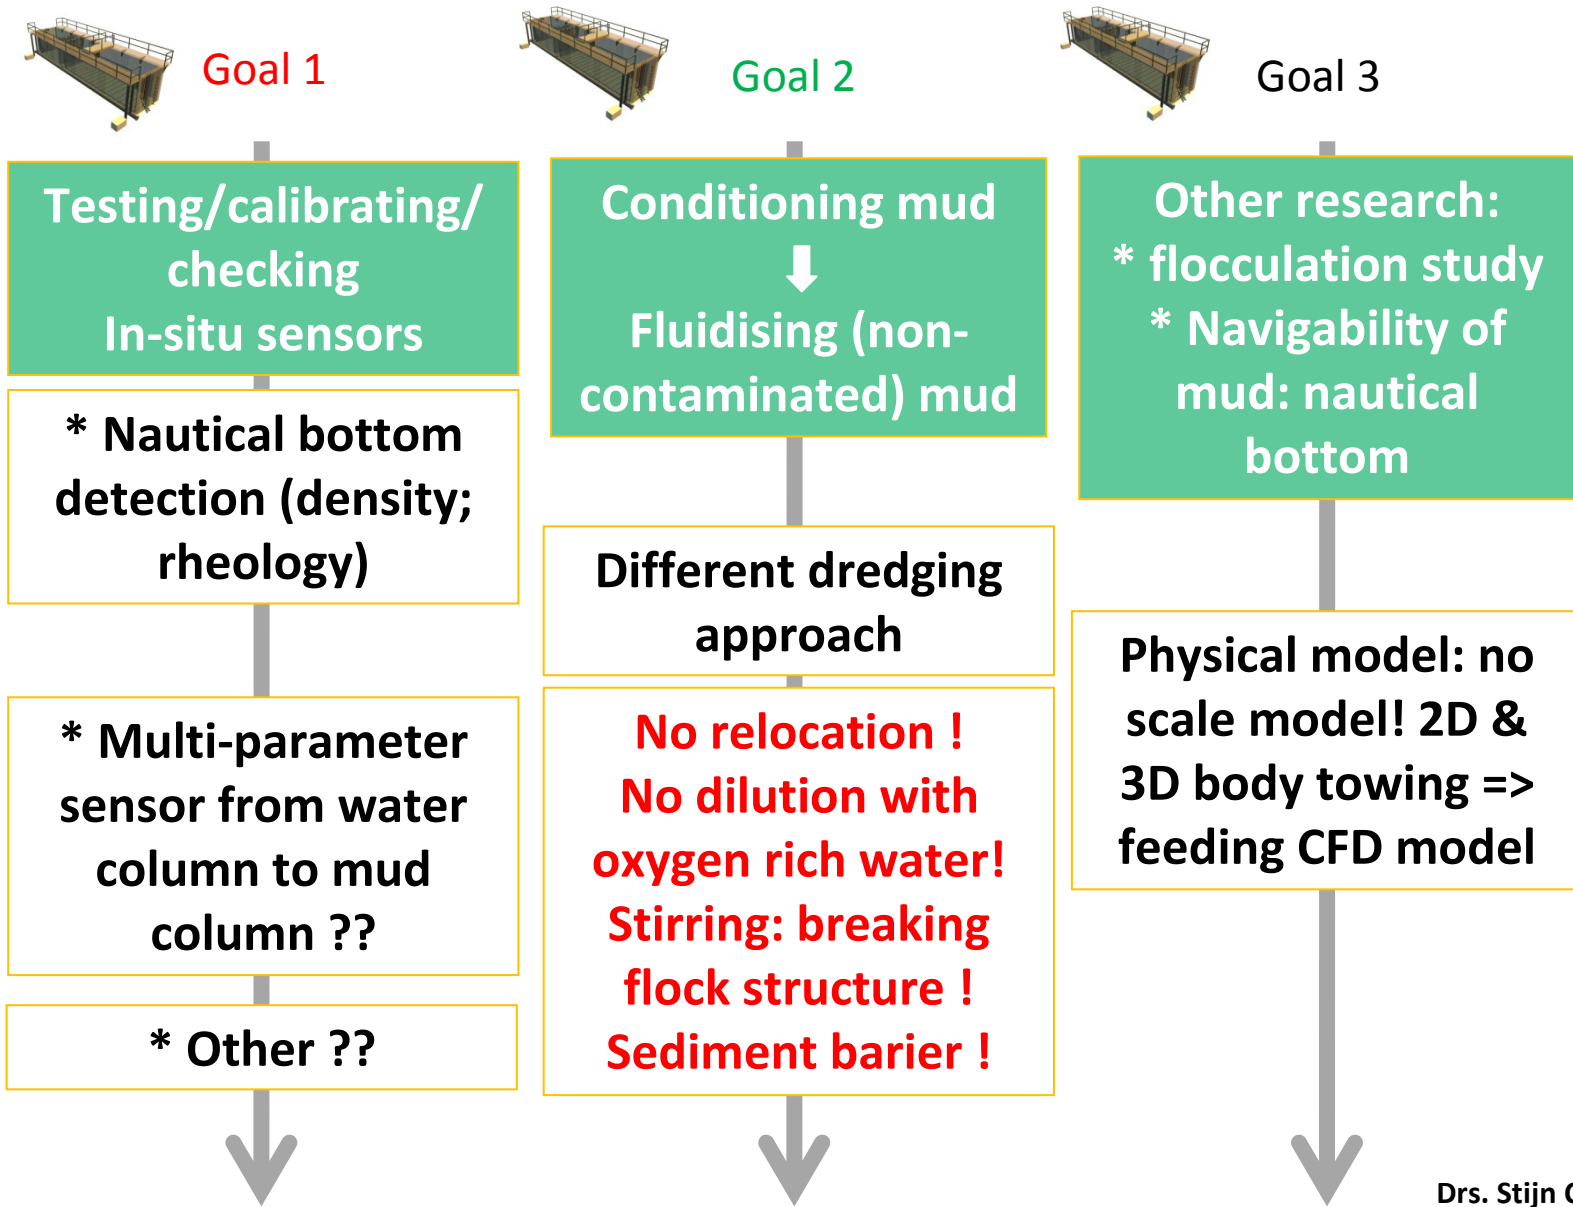 Goal 1
Testing/calibrating/
checking
In-situ sensors
* Nautical bottom
detection (density;
rheology)
* Multi-parameter
sensor from water
column to mud
column ??
* Other ??
Goal 2
Conditioning mud
Fluidising (non-
contaminated) mud
Different dredging
approach
No relocation !
No dilution with
oxygen rich water!
Stirring: breaking
flock structure !
Sediment barier !
Goal 3
Other research:
* flocculation study
* Navigability of
mud: nautical
bottom
Physical model: no
scale model! 2D &
3D body towing =>
feeding CFD model
Drs. Stijn